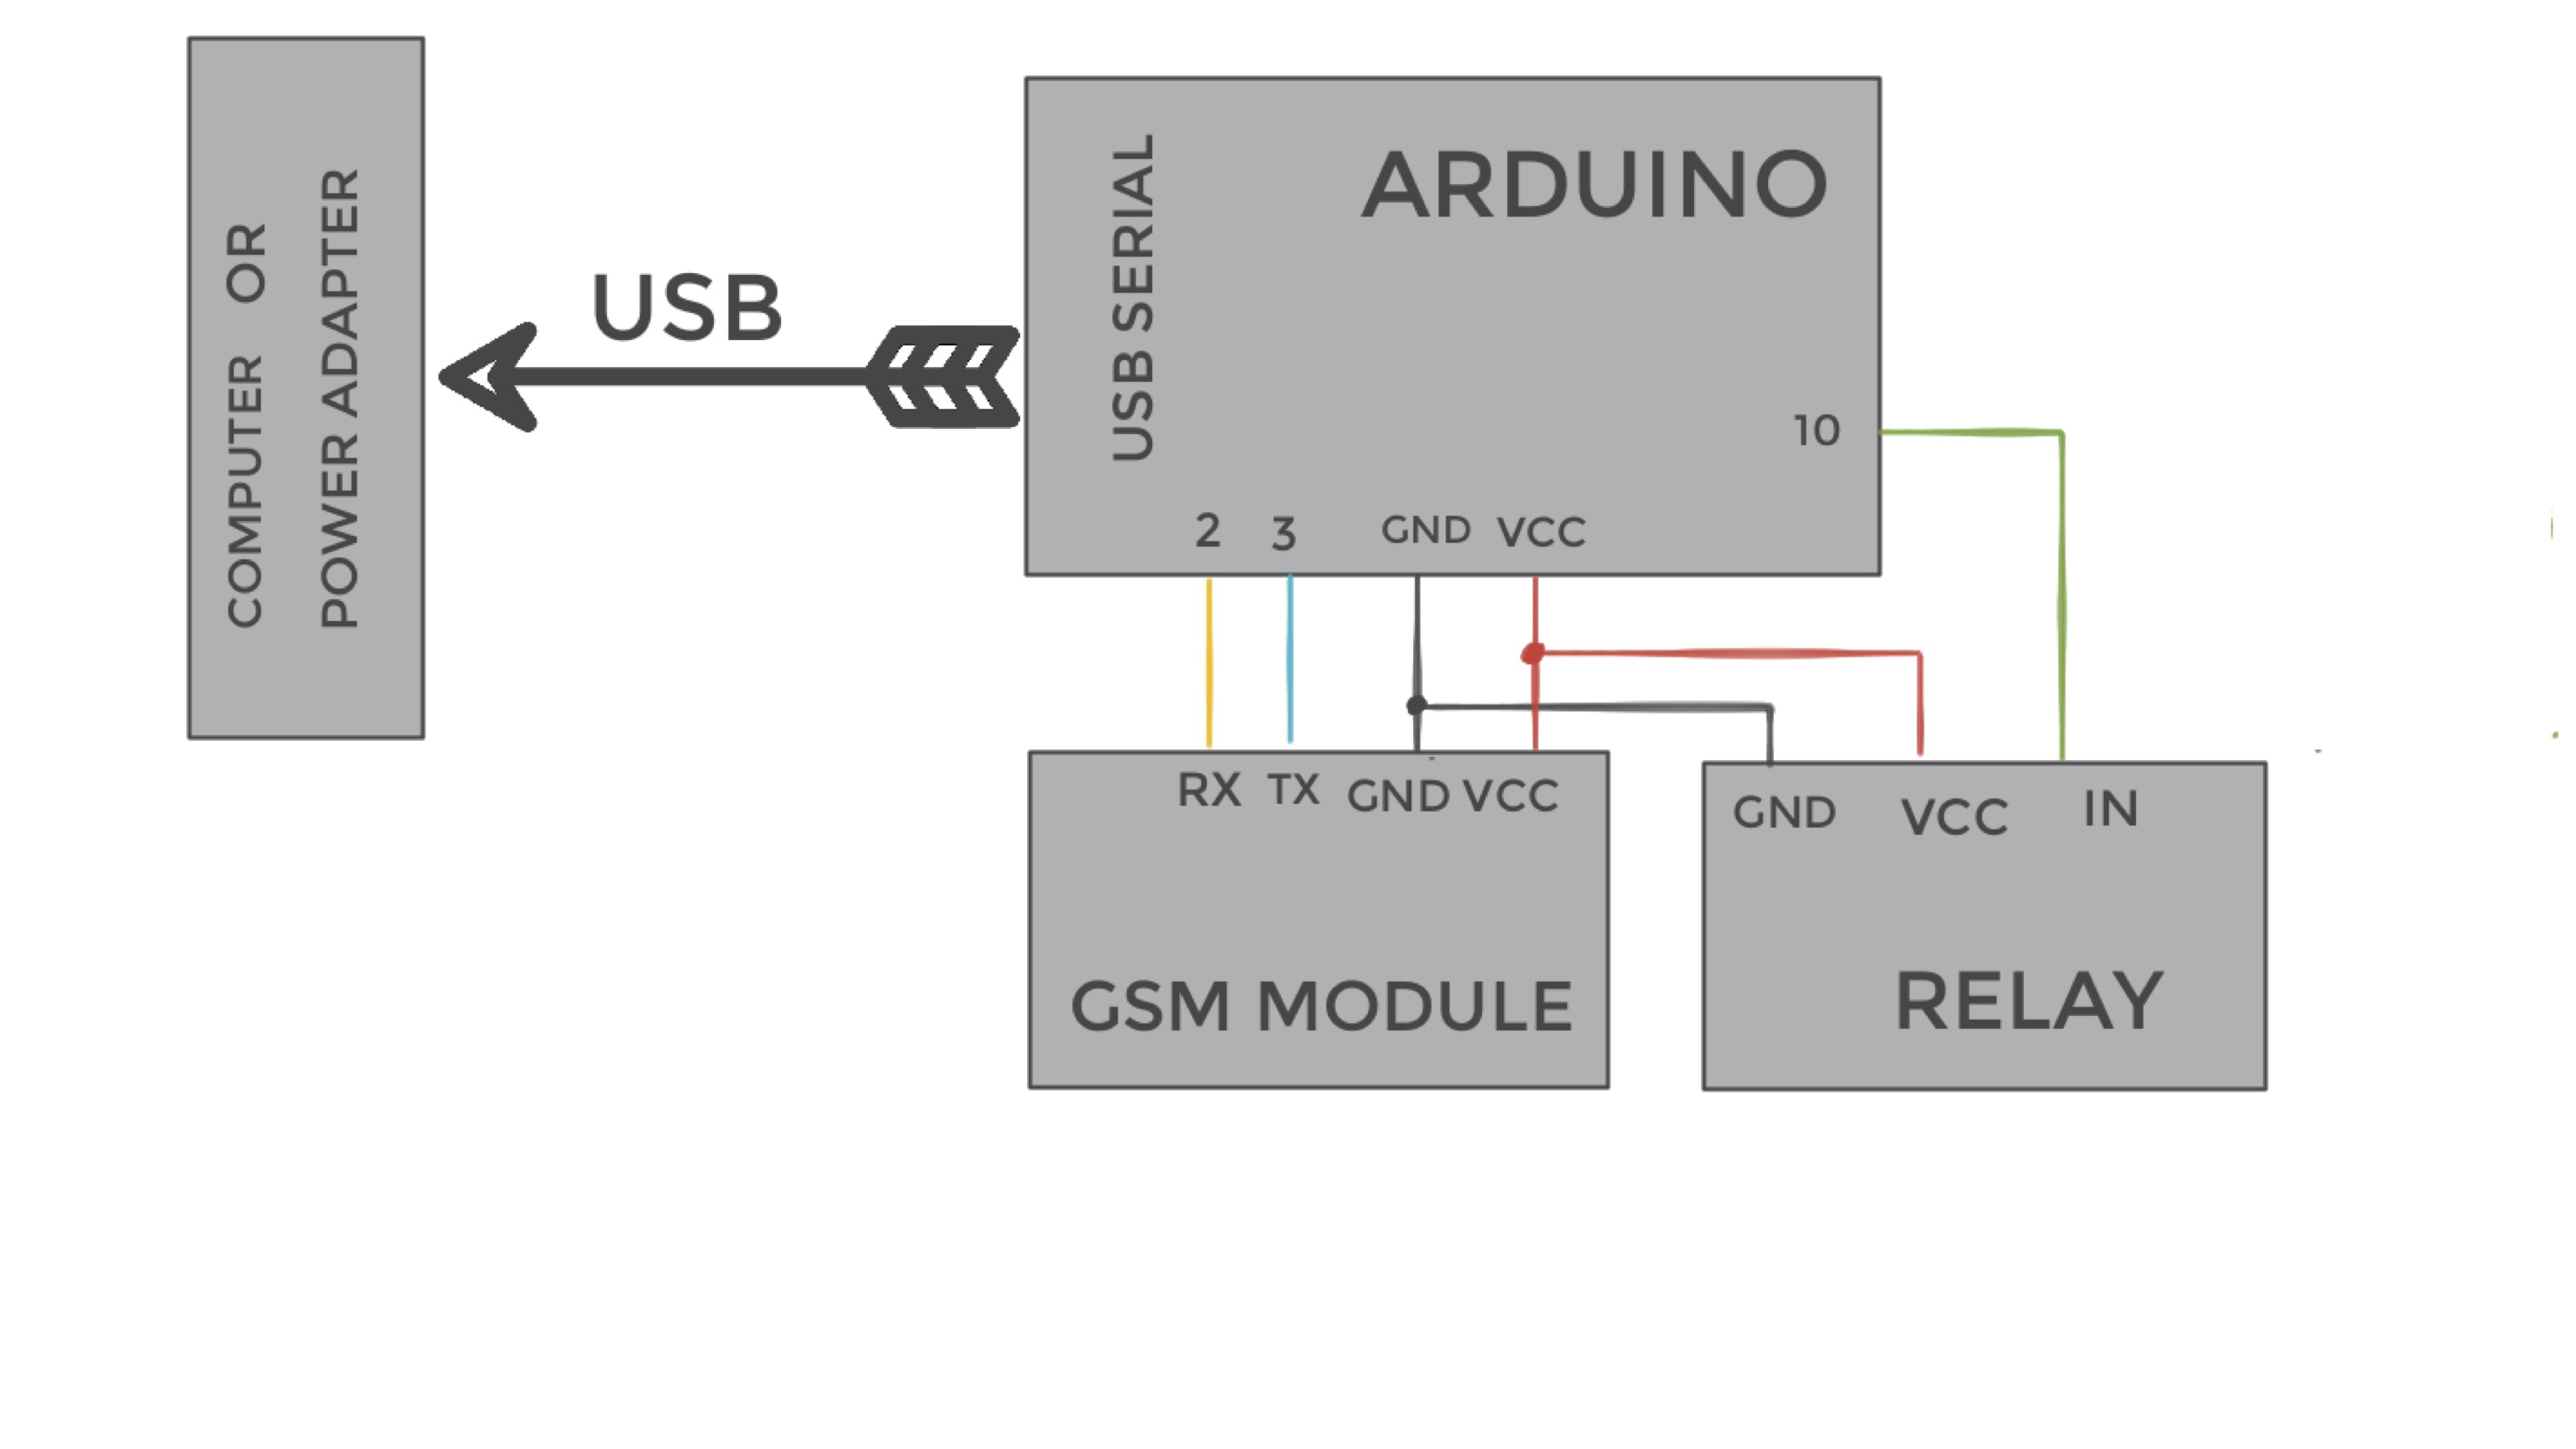 COMPUTER OR
POWER ADAPTER
USB
USB SERIAL
ARDUINO
10
2 3 GND VCC
RX TX GND VCC
GSM MODULE
GND VCC IN
RELAY